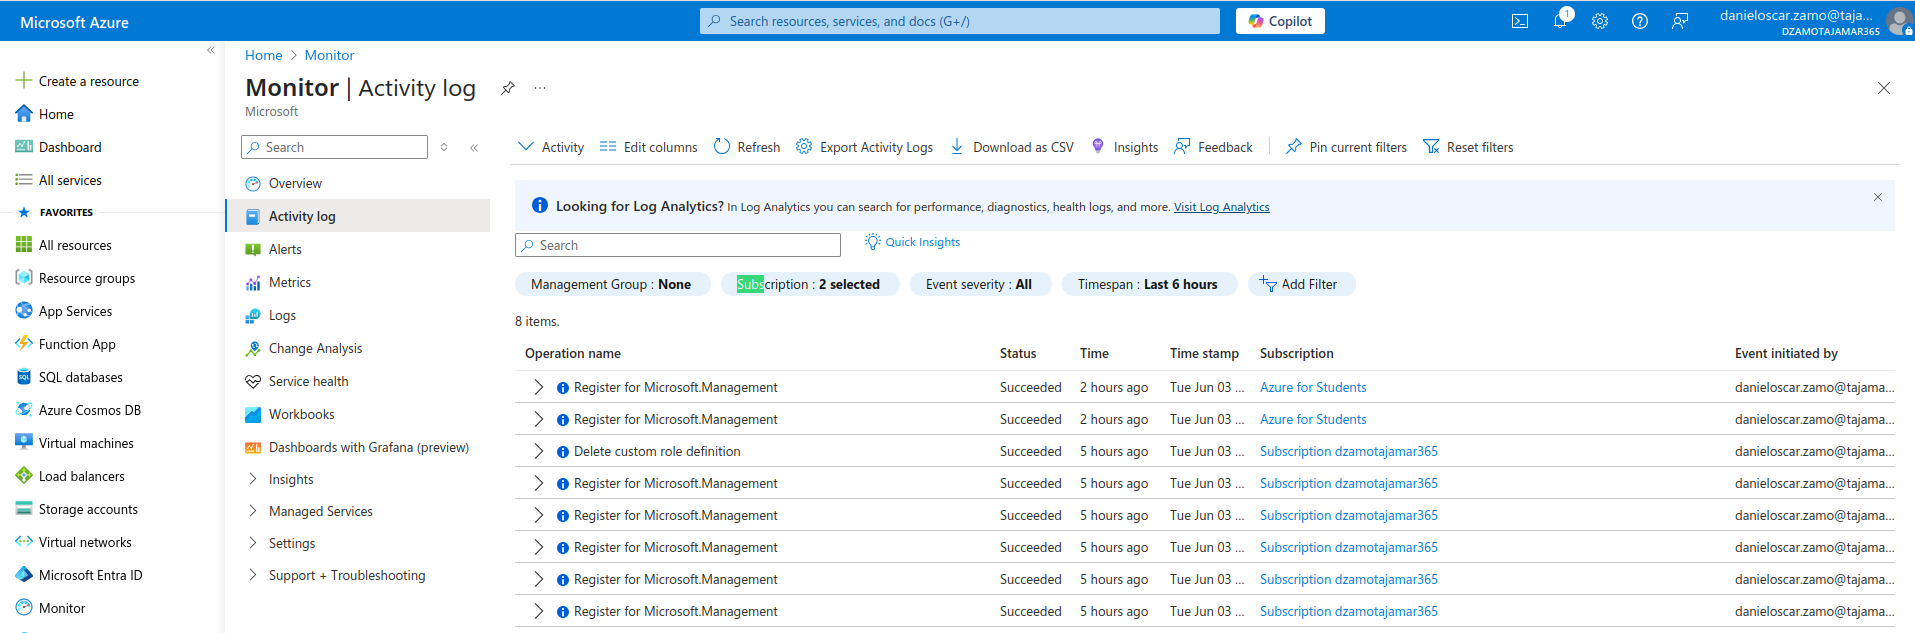 Microsoft Azure
Search resources, services, and docs (G+/)
Copilot
1
danieloscar.zamo@taja...
DZAMOTAJAMAR365
Create a resource
Home
Dashboard
All services
FAVORITES
All resources
Resource groups
App Services
Function App
SQL databases
Azure Cosmos DB
Virtual machines
Load balancers
Storage accounts
Virtual networks
Microsoft Entra ID
Monitor
Home > Monitor
Monitor | Activity log
Microsoft
Search
Overview
Activity log
Alerts
Metrics
Logs
Change Analysis
Service health
Workbooks
Dashboards with Grafana (preview)
Insights
Managed Services
Settings
Support + Troubleshooting
Activity Edit columns Refresh Export Activity Logs Download as CSV Insights Feedback Pin current filters Reset filters
Looking for Log Analytics? In Log Analytics you can search for performance, diagnostics, health logs, and more. Visit Log Analytics
Search Quick Insights
Management Group : None Subscription : 2 selected Event severity : All Timespan : Last 6 hours Add Filter
8 items.
Operation name Status Time Time stamp Subscription Event initiated by
Register for Microsoft.Management Succeeded 2 hours ago Tue Jun 03 ... Azure for Students danieloscar.zamo@tajama...
Register for Microsoft.Management Succeeded 2 hours ago Tue Jun 03 ... Azure for Students danieloscar.zamo@tajama...
Delete custom role definition Succeeded 5 hours ago Tue Jun 03 ... Subscription dzamotajamar365 danieloscar.zamo@tajama...
Register for Microsoft.Management Succeeded 5 hours ago Tue Jun 03 ... Subscription dzamotajamar365 danieloscar.zamo@tajama...
Register for Microsoft.Management Succeeded 5 hours ago Tue Jun 03 ... Subscription dzamotajamar365 danieloscar.zamo@tajama...
Register for Microsoft.Management Succeeded 5 hours ago Tue Jun 03 ... Subscription dzamotajamar365 danieloscar.zamo@tajama...
Register for Microsoft.Management Succeeded 5 hours ago Tue Jun 03 ... Subscription dzamotajamar365 danieloscar.zamo@tajama...
Register for Microsoft.Management Succeeded 5 hours ago Tue Jun 03 ... Subscription dzamotajamar365 danieloscar.zamo@tajama...